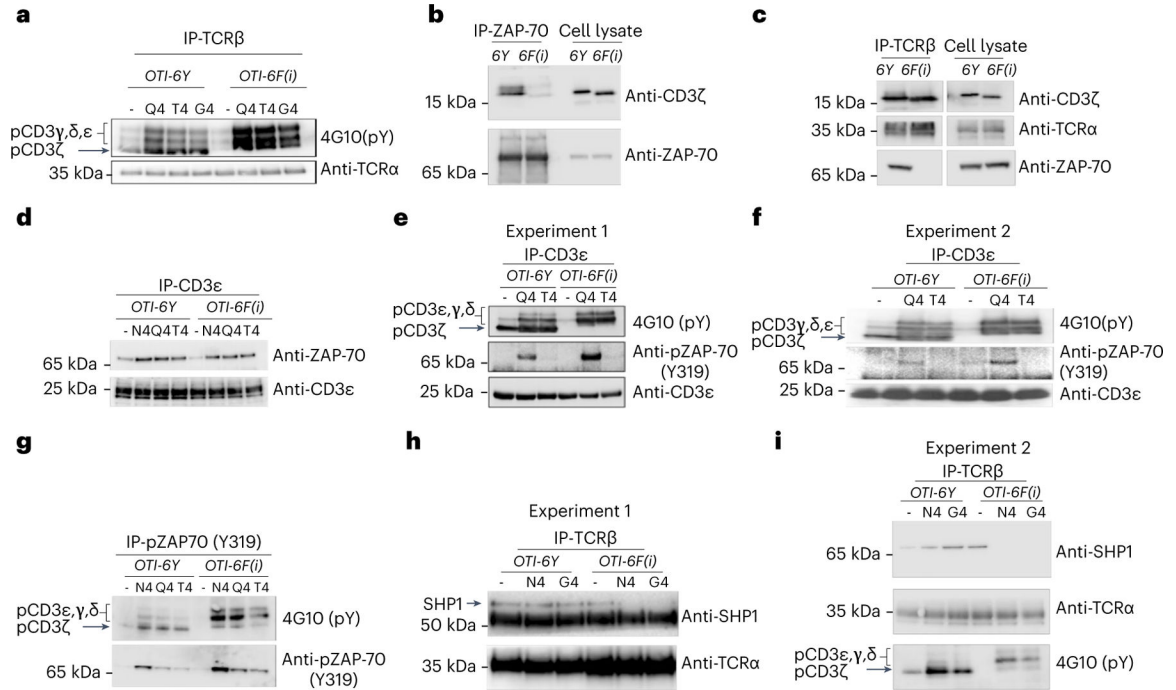 a
IP-TCRβ
OTI-6Y OTI-6F(i)
- Q4 T4 G4 - Q4 T4 G4
pCD3γ,δ,ε
pCD3ζ
4G10(pY)
35 kDa
Anti-TCRα
b
IP-ZAP-70 Cell lysate
6Y 6F(i) 6Y 6F(i)
15 kDa
Anti-CD3ζ
65 kDa
Anti-ZAP-70
c
IP-TCRβ Cell lysate
6Y 6F(i) 6Y 6F(i)
15 kDa
Anti-CD3ζ
35 kDa
Anti-TCRα
65 kDa
Anti-ZAP-70
d
IP-CD3ε
OTI-6Y OTI-6F(i)
- N4 Q4 T4 - N4 Q4 T4
65 kDa
Anti-ZAP-70
25 kDa
Anti-CD3ε
e
Experiment 1
IP-CD3ε
OTI-6Y OTI-6F(i)
- Q4 T4 - Q4 T4
pCD3ε,γ,δ
pCD3ζ
4G10 (pY)
65 kDa
Anti-pZAP-70
(Y319)
25 kDa
Anti-CD3ε
f
Experiment 2
IP-CD3ε
OTI-6Y OTI-6F(i)
- Q4 T4 - Q4 T4
pCD3γ,δ,ε
pCD3ζ
4G10(pY)
65 kDa
Anti-pZAP-70
(Y319)
25 kDa
Anti-CD3ε
g
IP-pZAP70 (Y319)
OTI-6Y OTI-6F(i)
- N4 Q4 T4 - N4 Q4 T4
pCD3ε,γ,δ
pCD3ζ
4G10 (pY)
65 kDa
Anti-pZAP-70
(Y319)
h
Experiment 1
IP-TCRβ
OTI-6Y OTI-6F(i)
- N4 G4 - N4 G4
SHP1
50 kDa
Anti-SHP1
35 kDa
Anti-TCRα
i
Experiment 2
IP-TCRβ
OTI-6Y OTI-6F(i)
- N4 G4 - N4 G4
65 kDa
Anti-SHP1
35 kDa
Anti-TCRα
pCD3ε,γ,δ
pCD3ζ
4G10 (pY)